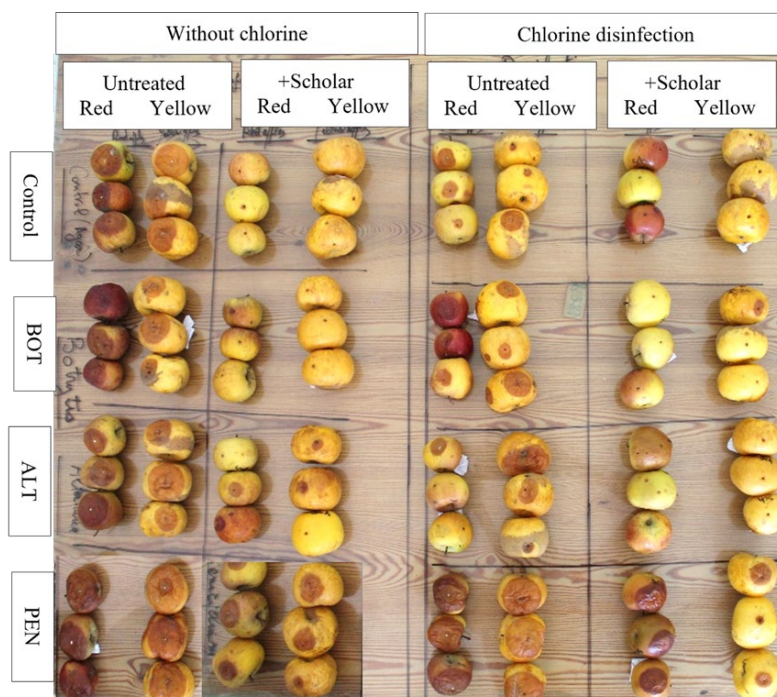 Without chlorine
Chlorine disinfection
Untreated
Red Yellow
+Scholar
Red Yellow
Untreated
Red Yellow
+Scholar
Red Yellow
Control
BOT
Botrytis
ALT
PEN